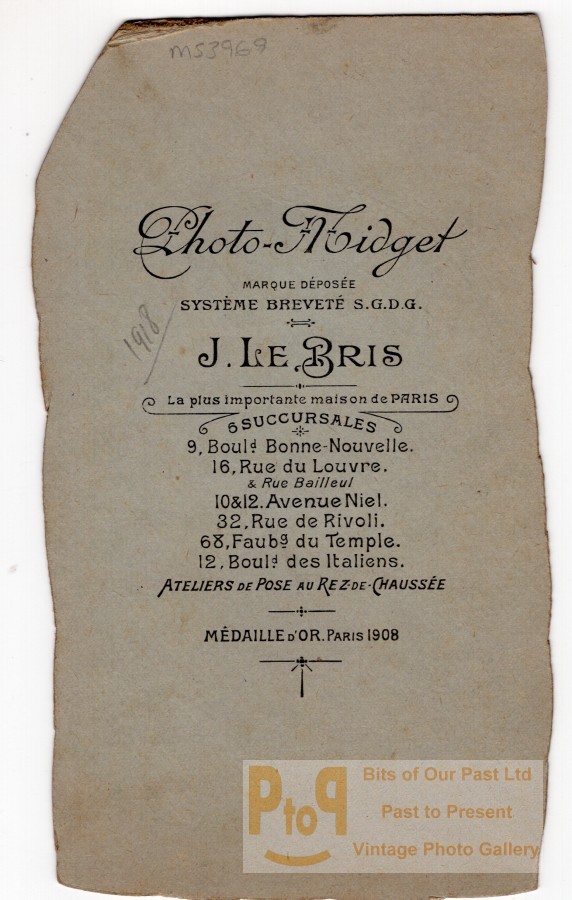 M53969
Photo-Midget
MARQUE DÉPOSÉE
SYSTÈME BREVETÉ S.G.D.G.
1918
J. LE BRIS
La plus importante maison de PARIS
5 SUCCURSALES
9, Boulᵈ Bonne-Nouvelle.
16, Rue du Louvre.
& Rue Bailleul
10&12. Avenue Niel.
32, Rue de Rivoli.
68, Faubᵍ du Temple.
12, Boulᵈ des Italiens.
ATELIERS DE POSE AU REZ-DE-CHAUSSÉE
MÉDAILLE D'OR. PARIS 1908
PtoP
Bits of Our Past Ltd
Past to Present
Vintage Photo Gallery